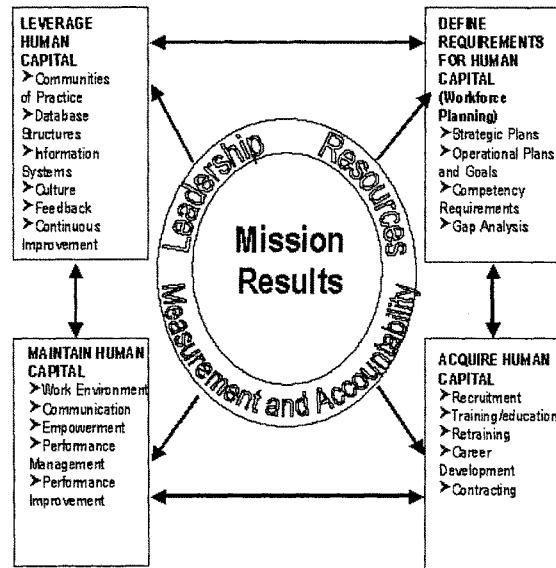 LEVERAGE
HUMAN
CAPITAL
➤Communities
of Practice
➤Database
Structures
➤Information
Systems
➤Culture
➤Feedback
➤Continuous
Improvement
DEFINE
REQUIREMENTS
FOR HUMAN
CAPITAL
(Workforce
Planning)
➤Strategic Plans
➤Operational Plans
and Goals
➤Competency
Requirements
➤Gap Analysis
Leadership
Resources
Mission
Results
Measurement and Accountability
MAINTAIN HUMAN
CAPITAL
➤Work Environment
➤Communication
➤Empowerment
➤Performance
Management
➤Performance
Improvement
ACQUIRE HUMAN
CAPITAL
➤Recruitment
➤Training/education
➤Retraining
➤Career
Development
➤Contracting